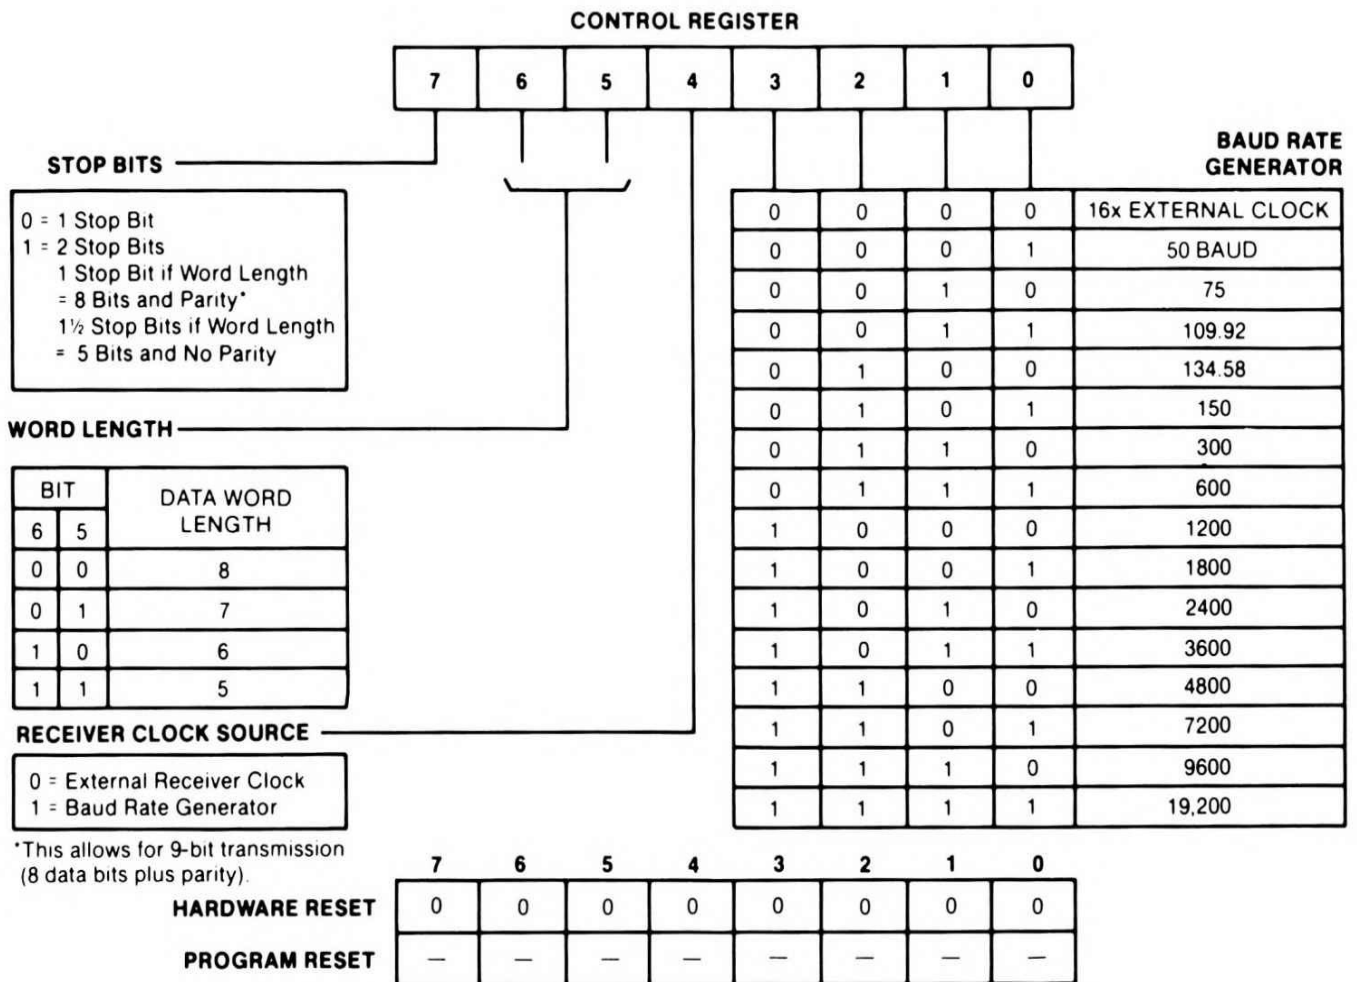 CONTROL REGISTER
7 6 5 4 3 2 1 0
STOP BITS
0 = 1 Stop Bit
1 = 2 Stop Bits
1 Stop Bit if Word Length
= 8 Bits and Parity*
1½ Stop Bits if Word Length
= 5 Bits and No Parity
WORD LENGTH
BIT
DATA WORD
LENGTH
6 5
0 0 8
0 1 7
1 0 6
1 1 5
RECEIVER CLOCK SOURCE
0 = External Receiver Clock
1 = Baud Rate Generator
*This allows for 9-bit transmission
(8 data bits plus parity).
BAUD RATE
GENERATOR
0 0 0 0 16x EXTERNAL CLOCK
0 0 0 1 50 BAUD
0 0 1 0 75
0 0 1 1 109.92
0 1 0 0 134.58
0 1 0 1 150
0 1 1 0 300
0 1 1 1 600
1 0 0 0 1200
1 0 0 1 1800
1 0 1 0 2400
1 0 1 1 3600
1 1 0 0 4800
1 1 0 1 7200
1 1 1 0 9600
1 1 1 1 19,200
7 6 5 4 3 2 1 0
HARDWARE RESET 0 0 0 0 0 0 0 0
PROGRAM RESET — — — — — — — —